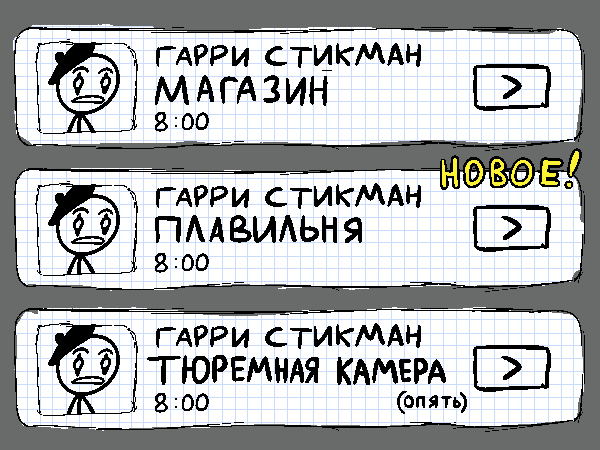 ГАРРИ СТИКМАН
МАГАЗИН
8:00
>
НОВОЕ!
ГАРРИ СТИКМАН
ПЛАВИЛЬНЯ
8:00
>
ГАРРИ СТИКМАН
ТЮРЕМНАЯ КАМЕРА
8:00
(ОПЯТЬ)
>